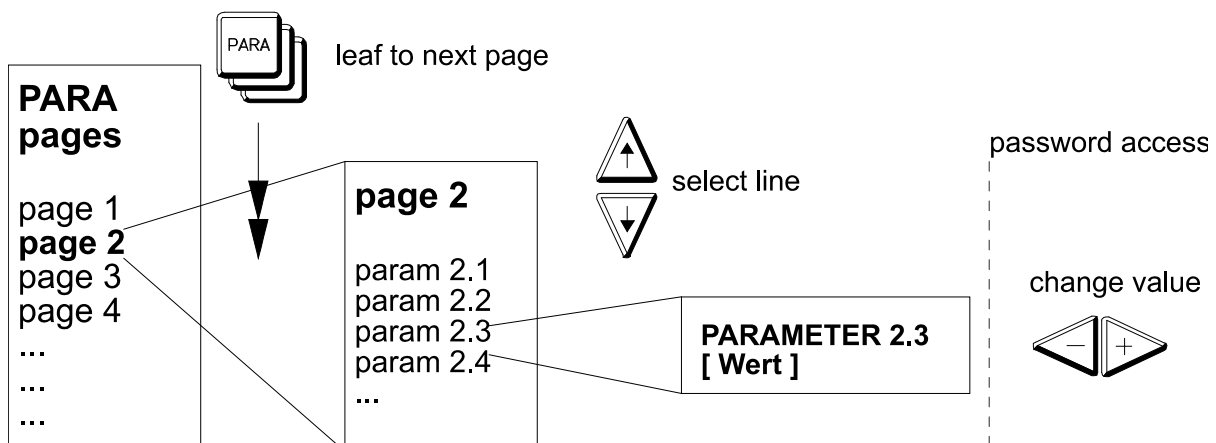 PARA
leaf to next page
PARA
pages
page 1
page 2
page 3
page 4
...
...
...
page 2
param 2.1
param 2.2
param 2.3
param 2.4
...
select line
PARAMETER 2.3
[ Wert ]
password access
change value
− +